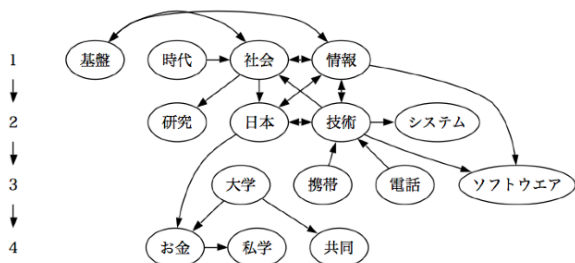 1 基盤 時代 社会 情報
2 研究 日本 技術 システム
3 大学 携帯 電話 ソフトウエア
4 お金 私学 共同